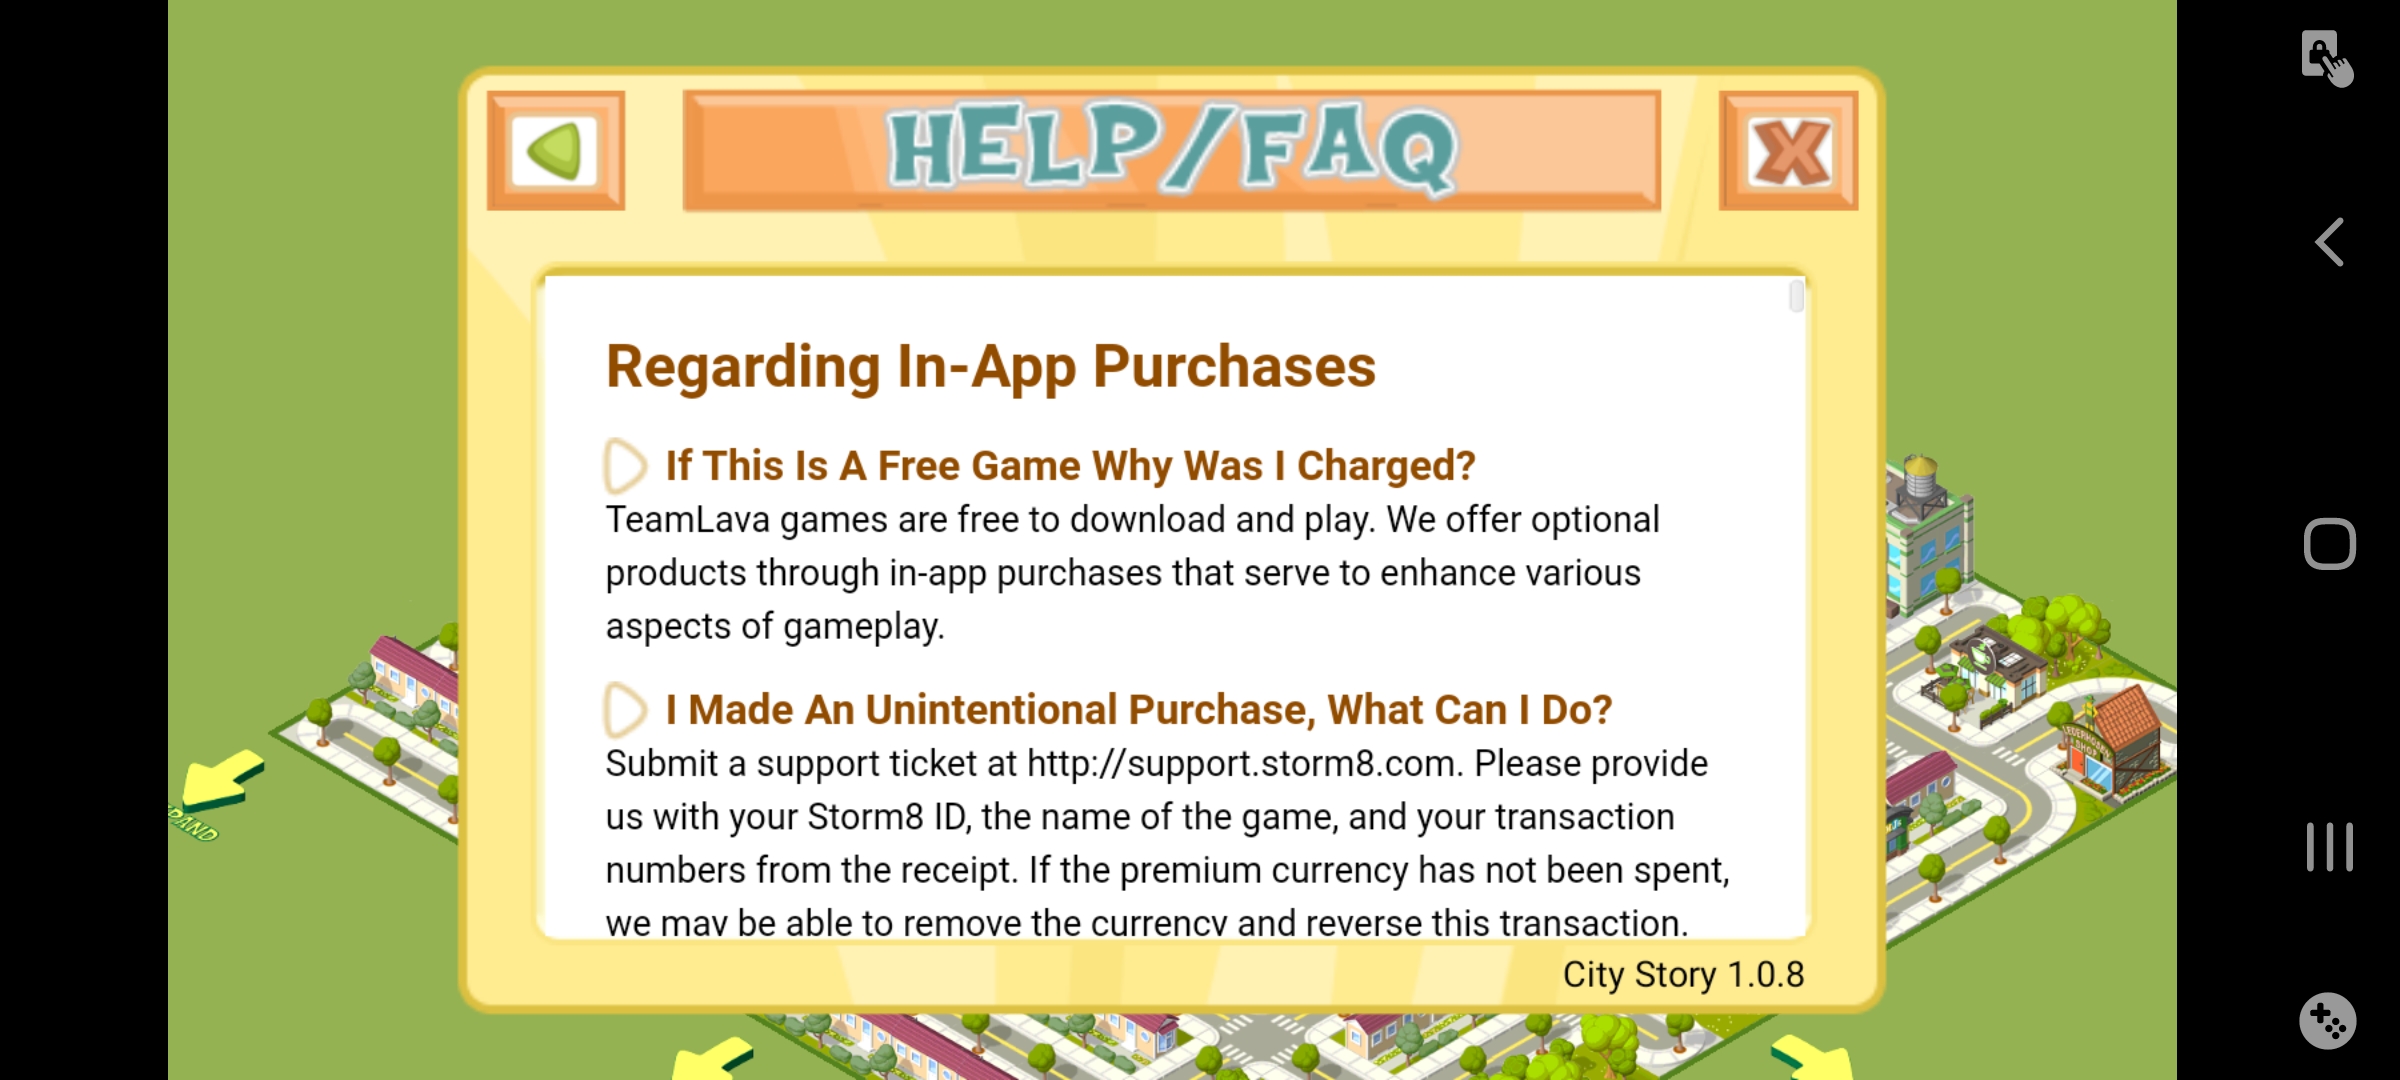 HELP/FAQ
Regarding In-App Purchases
If This Is A Free Game Why Was I Charged?
TeamLava games are free to download and play. We offer optional
products through in-app purchases that serve to enhance various
aspects of gameplay.
I Made An Unintentional Purchase, What Can I Do?
Submit a support ticket at http://support.storm8.com. Please provide
us with your Storm8 ID, the name of the game, and your transaction
numbers from the receipt. If the premium currency has not been spent,
we may be able to remove the currency and reverse this transaction.
City Story 1.0.8
PAND
SHOP